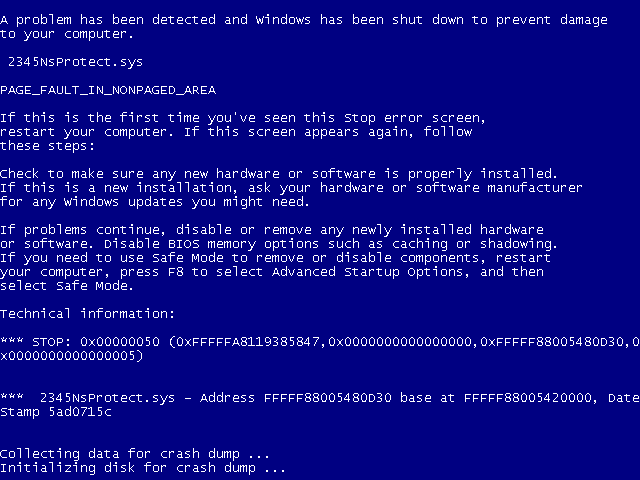 A problem has been detected and Windows has been shut down to prevent damage
to your computer.
2345NsProtect.sys
PAGE_FAULT_IN_NONPAGED_AREA
If this is the first time you've seen this Stop error screen,
restart your computer. If this screen appears again, follow
these steps:
Check to make sure any new hardware or software is properly installed.
If this is a new installation, ask your hardware or software manufacturer
for any Windows updates you might need.
If problems continue, disable or remove any newly installed hardware
or software. Disable BIOS memory options such as caching or shadowing.
If you need to use Safe Mode to remove or disable components, restart
your computer, press F8 to select Advanced Startup Options, and then
select Safe Mode.
Technical information:
*** STOP: 0x00000050 (0xFFFFFA8119385847,0x0000000000000000,0xFFFFF88005480D30,0
x0000000000000005)
***  2345NsProtect.sys - Address FFFFF88005480D30 base at FFFFF88005420000, Date
Stamp 5ad0715c
Collecting data for crash dump ...
Initializing disk for crash dump ...